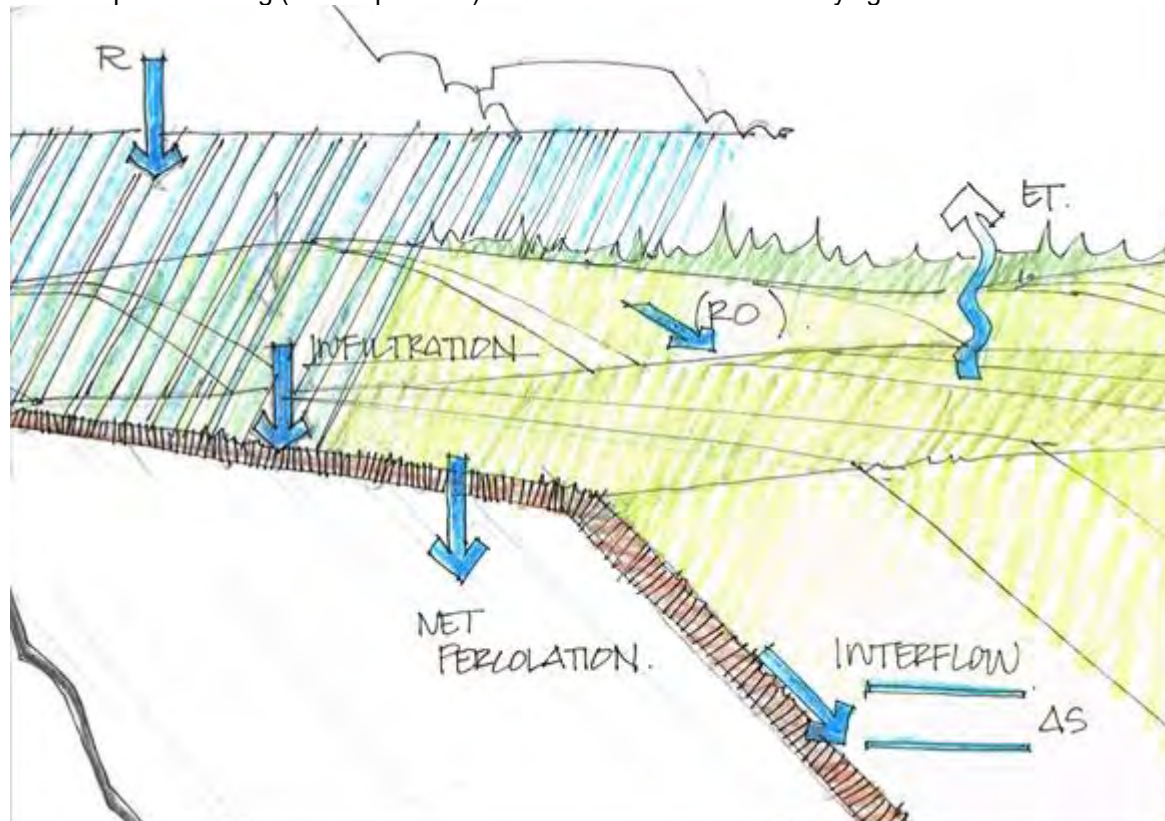 R
ET.
(RO).
INFILTRATION
NET
PERCOLATION.
INTERFLOW
ΔS